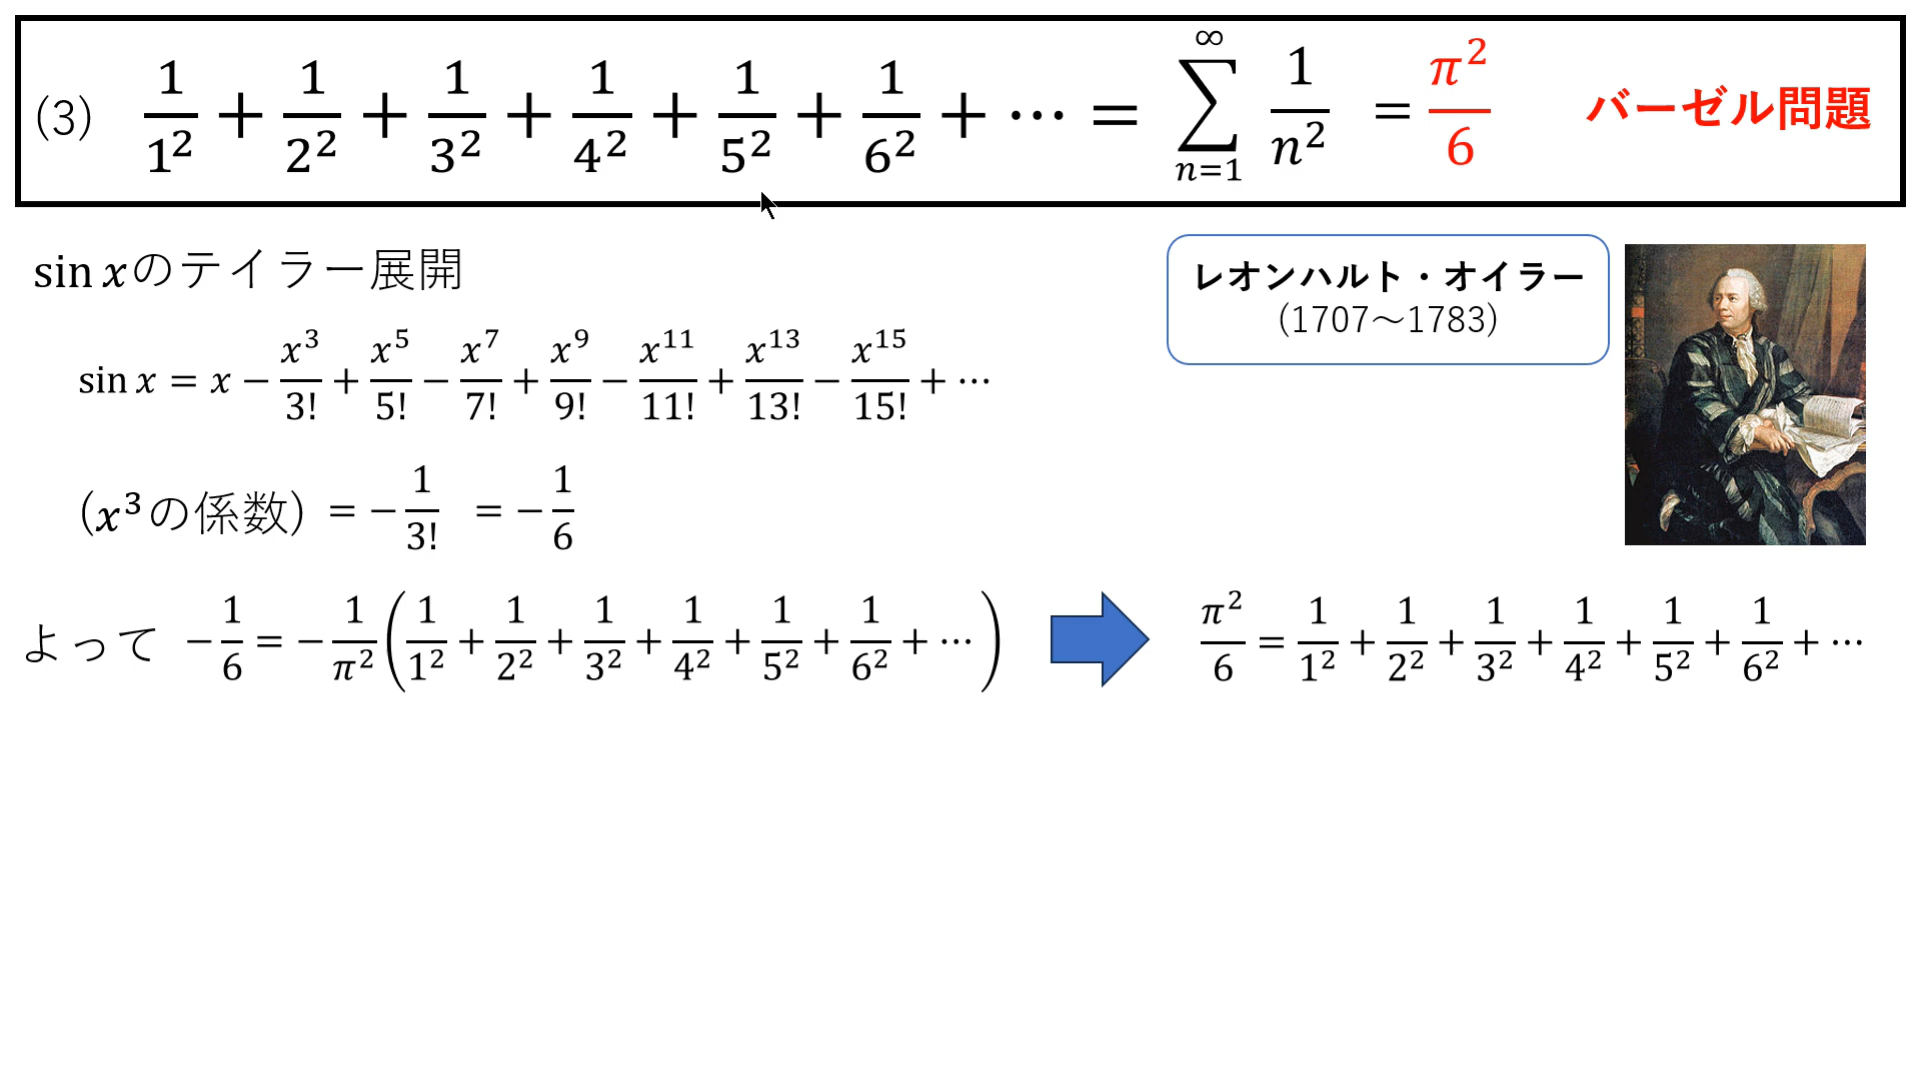 (3) 1/1² + 1/2² + 1/3² + 1/4² + 1/5² + 1/6² + ⋯ = ∑_{n=1}^{∞} 1/n² = π²/6 バーゼル問題
sin xのテイラー展開
レオンハルト・オイラー
(1707～1783)
sin x = x − x³/3! + x⁵/5! − x⁷/7! + x⁹/9! − x¹¹/11! + x¹³/13! − x¹⁵/15! + ⋯
(x³の係数) = −1/3! = −1/6
よって −1/6 = −1/π² (1/1² + 1/2² + 1/3² + 1/4² + 1/5² + 1/6² + ⋯)
π²/6 = 1/1² + 1/2² + 1/3² + 1/4² + 1/5² + 1/6² + ⋯